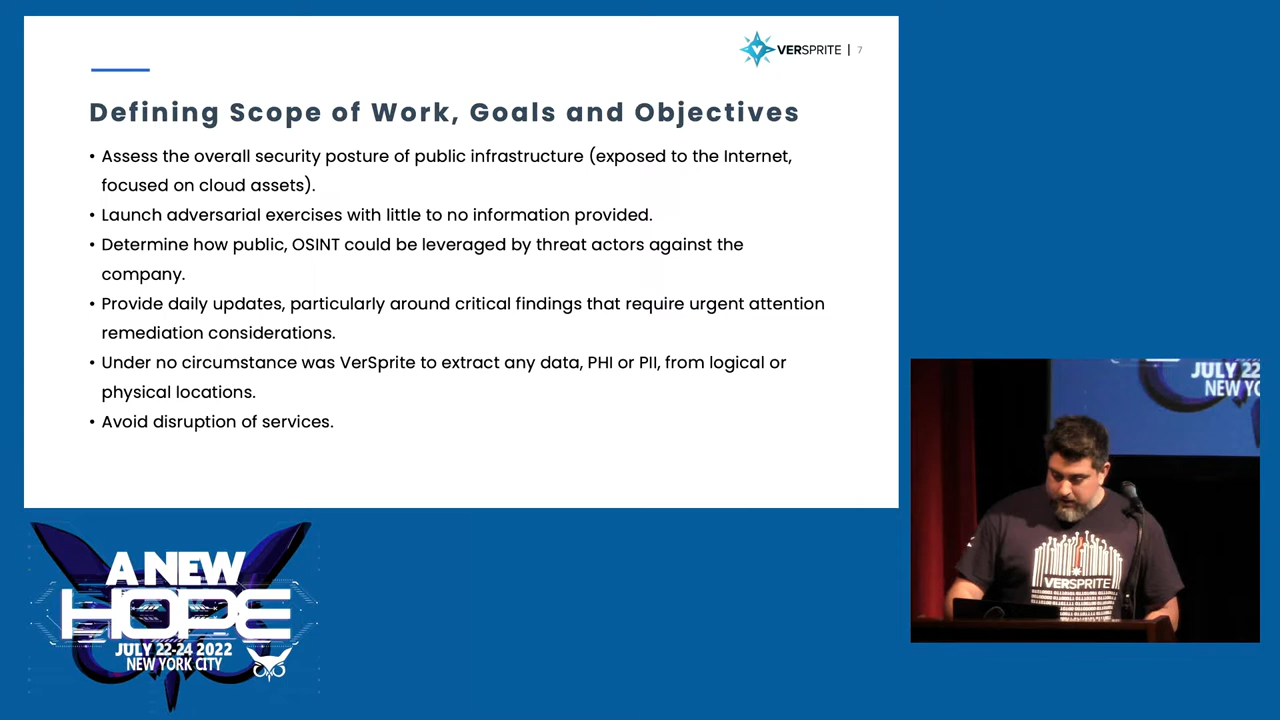 VERSPRITE | 7
Defining Scope of Work, Goals and Objectives
• Assess the overall security posture of public infrastructure (exposed to the Internet,
focused on cloud assets).
• Launch adversarial exercises with little to no information provided.
• Determine how public, OSINT could be leveraged by threat actors against the
company.
• Provide daily updates, particularly around critical findings that require urgent attention
remediation considerations.
• Under no circumstance was VerSprite to extract any data, PHI or PII, from logical or
physical locations.
• Avoid disruption of services.
JULY 22
NEW YO
VERSPRITE
A NEW
HOPE
JULY 22-24 2022
NEW YORK CITY